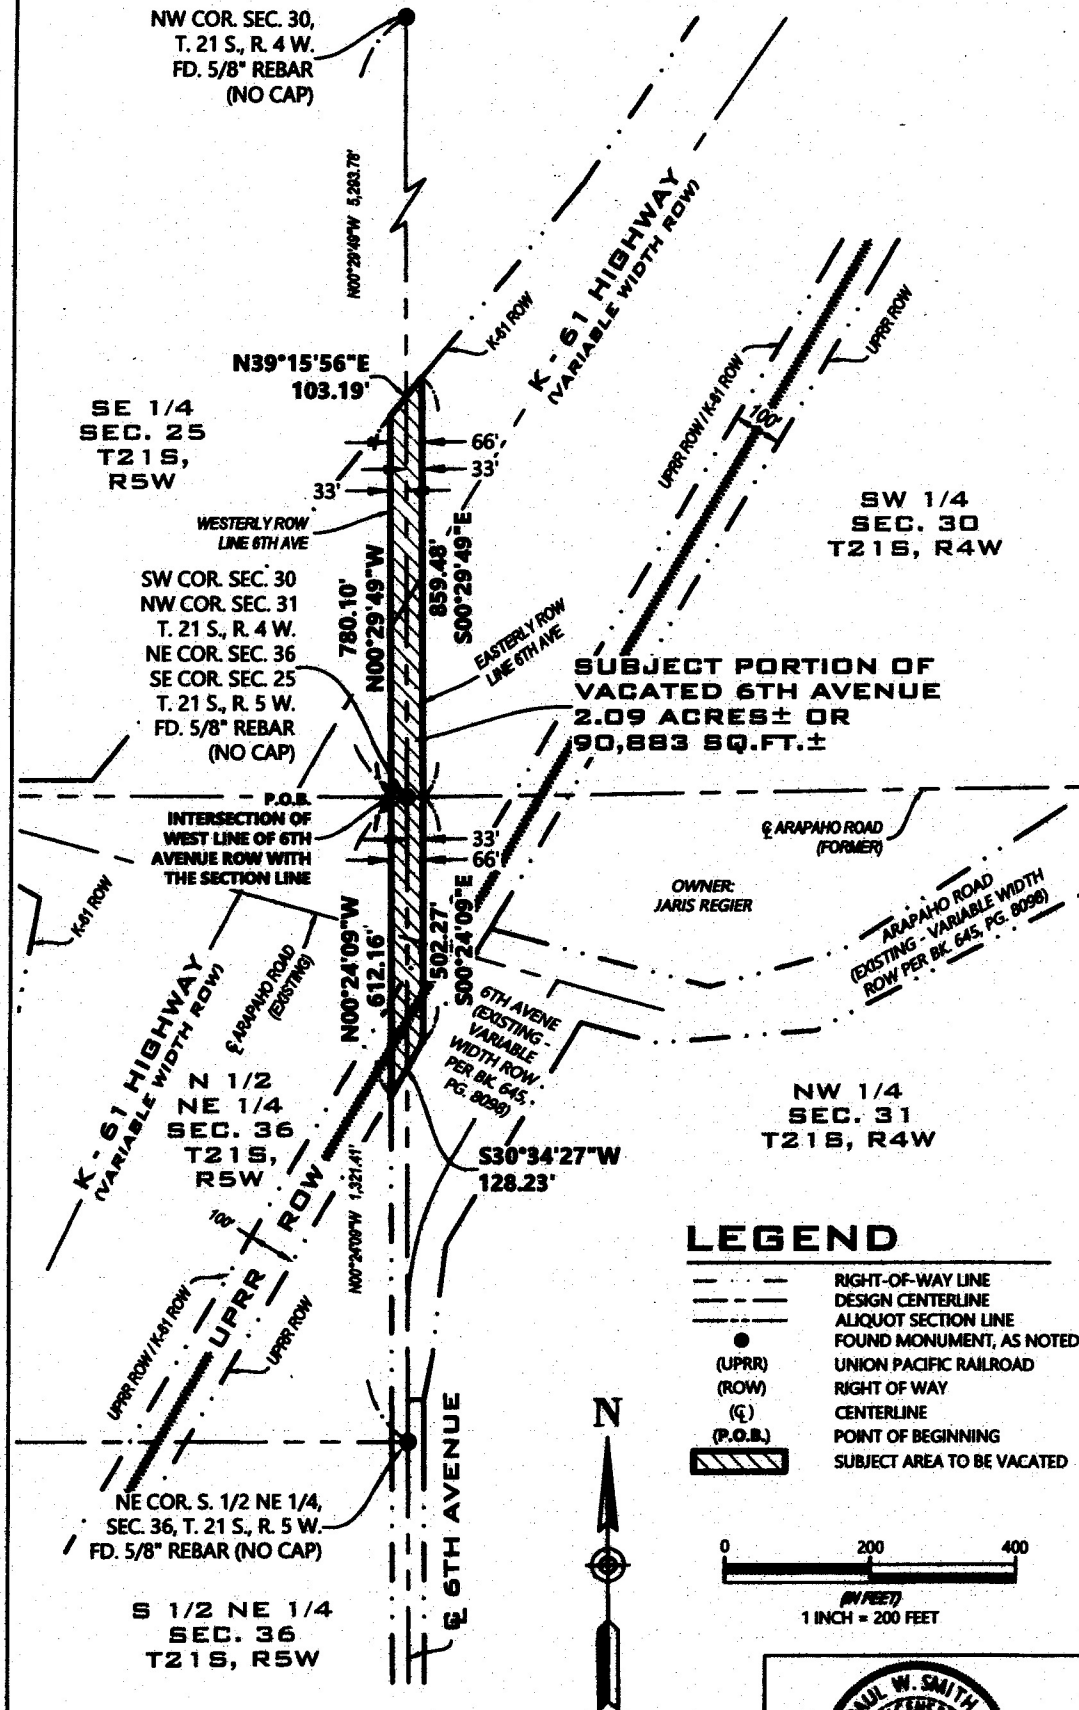 NW COR. SEC. 30,
T. 21 S., R. 4 W.
FD. 5/8" REBAR
(NO CAP)
N00°29'49"W 5,293.78'
K - 61 HIGHWAY
(VARIABLE WIDTH ROW)
K-61 ROW
UPRR ROW / K-61 ROW
UPRR ROW
100'
N39°15'56"E
103.19'
SE 1/4
SEC. 25
T21S,
R5W
66'
33'
33'
WESTERLY ROW
LINE 6TH AVE
SW 1/4
SEC. 30
T21S, R4W
SW COR. SEC. 30
NW COR. SEC. 31
T. 21 S., R. 4 W.
NE COR. SEC. 36
SE COR. SEC. 25
T. 21 S., R. 5 W.
FD. 5/8" REBAR
(NO CAP)
780.10'
N00°29'49"W
859.48'
S00°29'49"E
EASTERLY ROW
LINE 6TH AVE
SUBJECT PORTION OF
VACATED 6TH AVENUE
2.09 ACRES± OR
90,883 SQ.FT.±
P.O.B.
INTERSECTION OF
WEST LINE OF 6TH
AVENUE ROW WITH
THE SECTION LINE
33'
66'
℄ ARAPAHO ROAD
(FORMER)
OWNER:
JARIS REGIER
ARAPAHO ROAD
(EXISTING - VARIABLE WIDTH
ROW PER BK. 645, PG. 8098)
K-61 ROW
K - 61 HIGHWAY
(VARIABLE WIDTH ROW)
℄ ARAPAHO ROAD
(EXISTING)
N00°24'09"W
612.16'
502.27'
S00°24'09"E
6TH AVENE
(EXISTING -
VARIABLE
WIDTH ROW
PER BK. 645,
PG. 8098)
N 1/2
NE 1/4
SEC. 36
T21S,
R5W
NW 1/4
SEC. 31
T21S, R4W
S30°34'27"W
128.23'
N00°24'09"W 1,321.41'
100'
UPRR ROW
UPRR ROW / K-61 ROW
UPRR ROW
LEGEND
RIGHT-OF-WAY LINE
DESIGN CENTERLINE
ALIQUOT SECTION LINE
FOUND MONUMENT, AS NOTED
(UPRR) UNION PACIFIC RAILROAD
(ROW) RIGHT OF WAY
(℄) CENTERLINE
(P.O.B.) POINT OF BEGINNING
SUBJECT AREA TO BE VACATED
N
℄ 6TH AVENUE
NE COR. S. 1/2 NE 1/4,
SEC. 36, T. 21 S., R. 5 W.
FD. 5/8" REBAR (NO CAP)
S 1/2 NE 1/4
SEC. 36
T21S, R5W
0 200 400
(IN FEET)
1 INCH = 200 FEET
PAUL W. SMITH